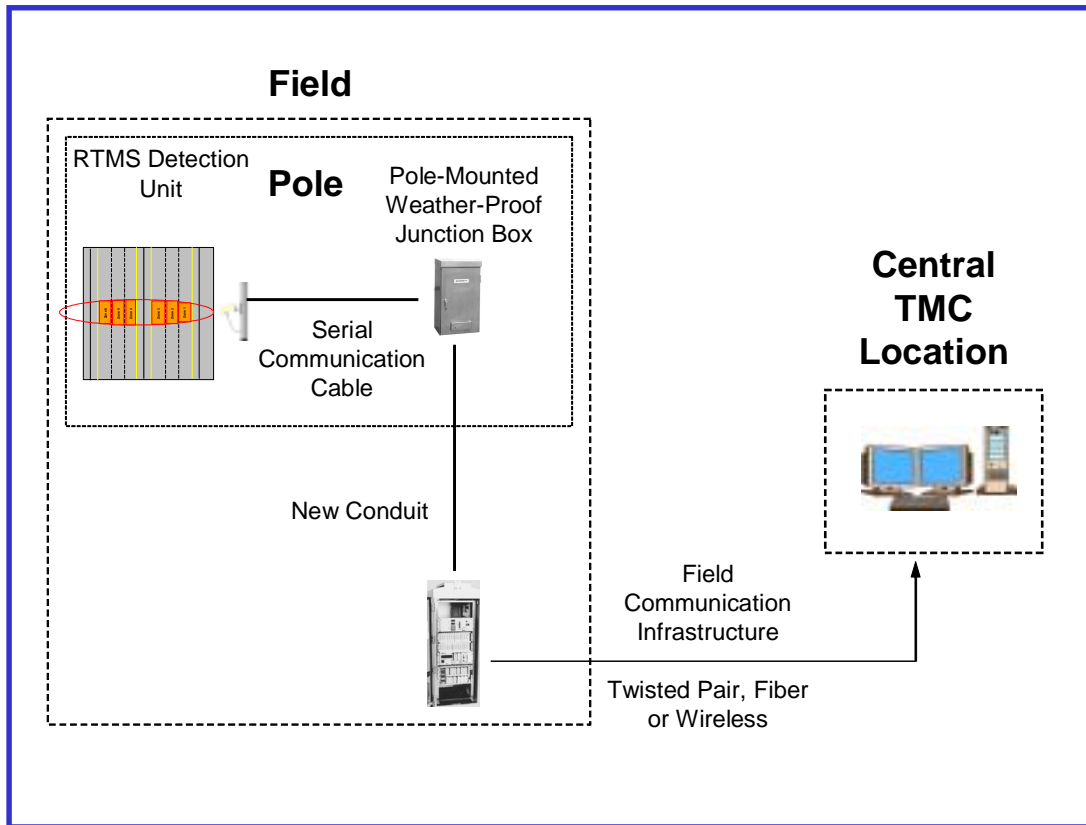 Field
RTMS Detection
Unit
Pole
Pole-Mounted
Weather-Proof
Junction Box
Serial
Communication
Cable
New Conduit
Central
TMC
Location
Field
Communication
Infrastructure
Twisted Pair, Fiber
or Wireless